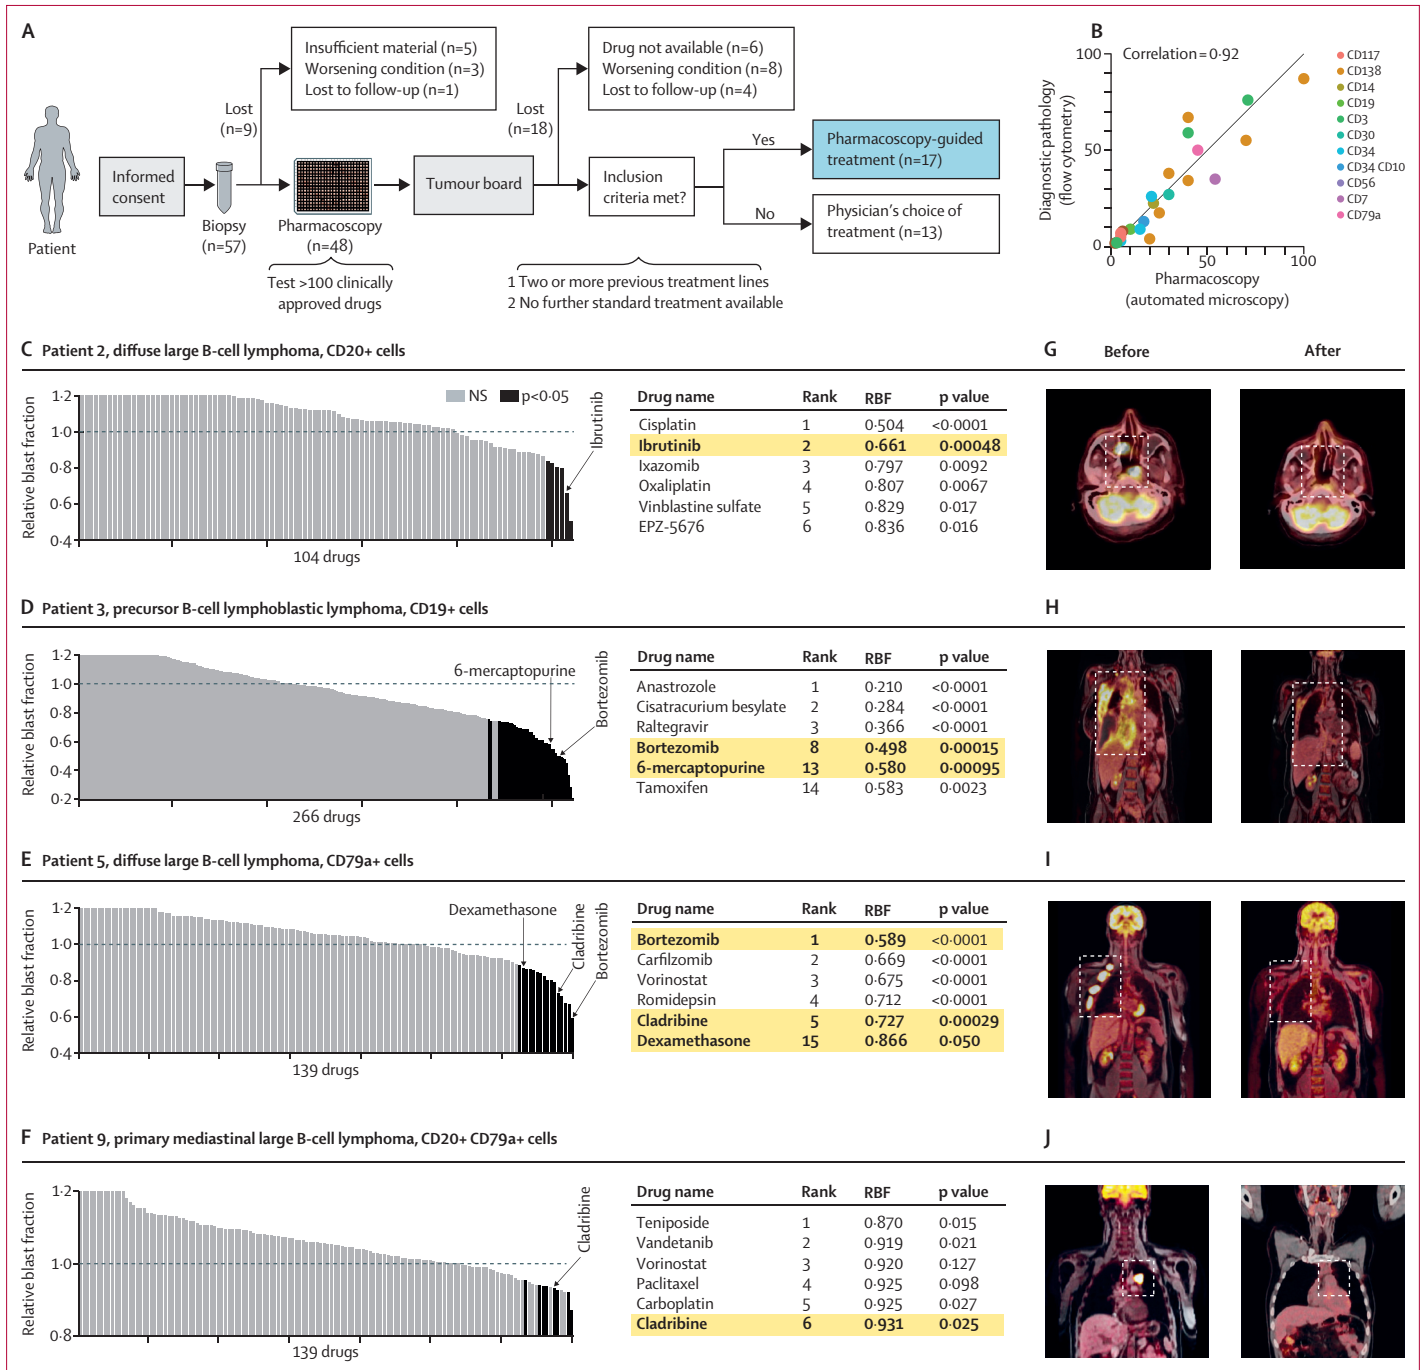 A
Insufficient material (n=5)
Worsening condition (n=3)
Lost to follow-up (n=1)
Drug not available (n=6)
Worsening condition (n=8)
Lost to follow-up (n=4)
Lost
(n=9)
Lost
(n=18)
Patient
Informed
consent
Biopsy
(n=57)
Pharmacoscopy
(n=48)
Test >100 clinically
approved drugs
Tumour board
Inclusion
criteria met?
1 Two or more previous treatment lines
2 No further standard treatment available
Yes
Pharmacoscopy-guided
treatment (n=17)
No
Physician's choice of
treatment (n=13)
B
Correlation=0·92
Diagnostic pathology
(flow cytometry)
100
50
0
0
50
100
Pharmacoscopy
(automated microscopy)
CD117
CD138
CD14
CD19
CD3
CD30
CD34
CD34 CD10
CD56
CD7
CD79a
C Patient 2, diffuse large B-cell lymphoma, CD20+ cells
Relative blast fraction
1·2
1·0
0·8
0·6
0·4
NS
p<0·05
Ibrutinib
104 drugs
Drug name Rank RBF p value
Cisplatin 1 0·504 <0·0001
Ibrutinib 2 0·661 0·00048
Ixazomib 3 0·797 0·0092
Oxaliplatin 4 0·807 0·0067
Vinblastine sulfate 5 0·829 0·017
EPZ-5676 6 0·836 0·016
G
Before
After
D Patient 3, precursor B-cell lymphoblastic lymphoma, CD19+ cells
Relative blast fraction
1·2
1·0
0·8
0·6
0·4
0·2
6-mercaptopurine
Bortezomib
266 drugs
Drug name Rank RBF p value
Anastrozole 1 0·210 <0·0001
Cisatracurium besylate 2 0·284 <0·0001
Raltegravir 3 0·366 <0·0001
Bortezomib 8 0·498 0·00015
6-mercaptopurine 13 0·580 0·00095
Tamoxifen 14 0·583 0·0023
H
E Patient 5, diffuse large B-cell lymphoma, CD79a+ cells
Relative blast fraction
1·2
1·0
0·8
0·6
0·4
Dexamethasone
Cladribine
Bortezomib
139 drugs
Drug name Rank RBF p value
Bortezomib 1 0·589 <0·0001
Carfilzomib 2 0·669 <0·0001
Vorinostat 3 0·675 <0·0001
Romidepsin 4 0·712 <0·0001
Cladribine 5 0·727 0·00029
Dexamethasone 15 0·866 0·050
I
F Patient 9, primary mediastinal large B-cell lymphoma, CD20+ CD79a+ cells
Relative blast fraction
1·2
1·0
0·8
Cladribine
139 drugs
Drug name Rank RBF p value
Teniposide 1 0·870 0·015
Vandetanib 2 0·919 0·021
Vorinostat 3 0·920 0·127
Paclitaxel 4 0·925 0·098
Carboplatin 5 0·925 0·027
Cladribine 6 0·931 0·025
J